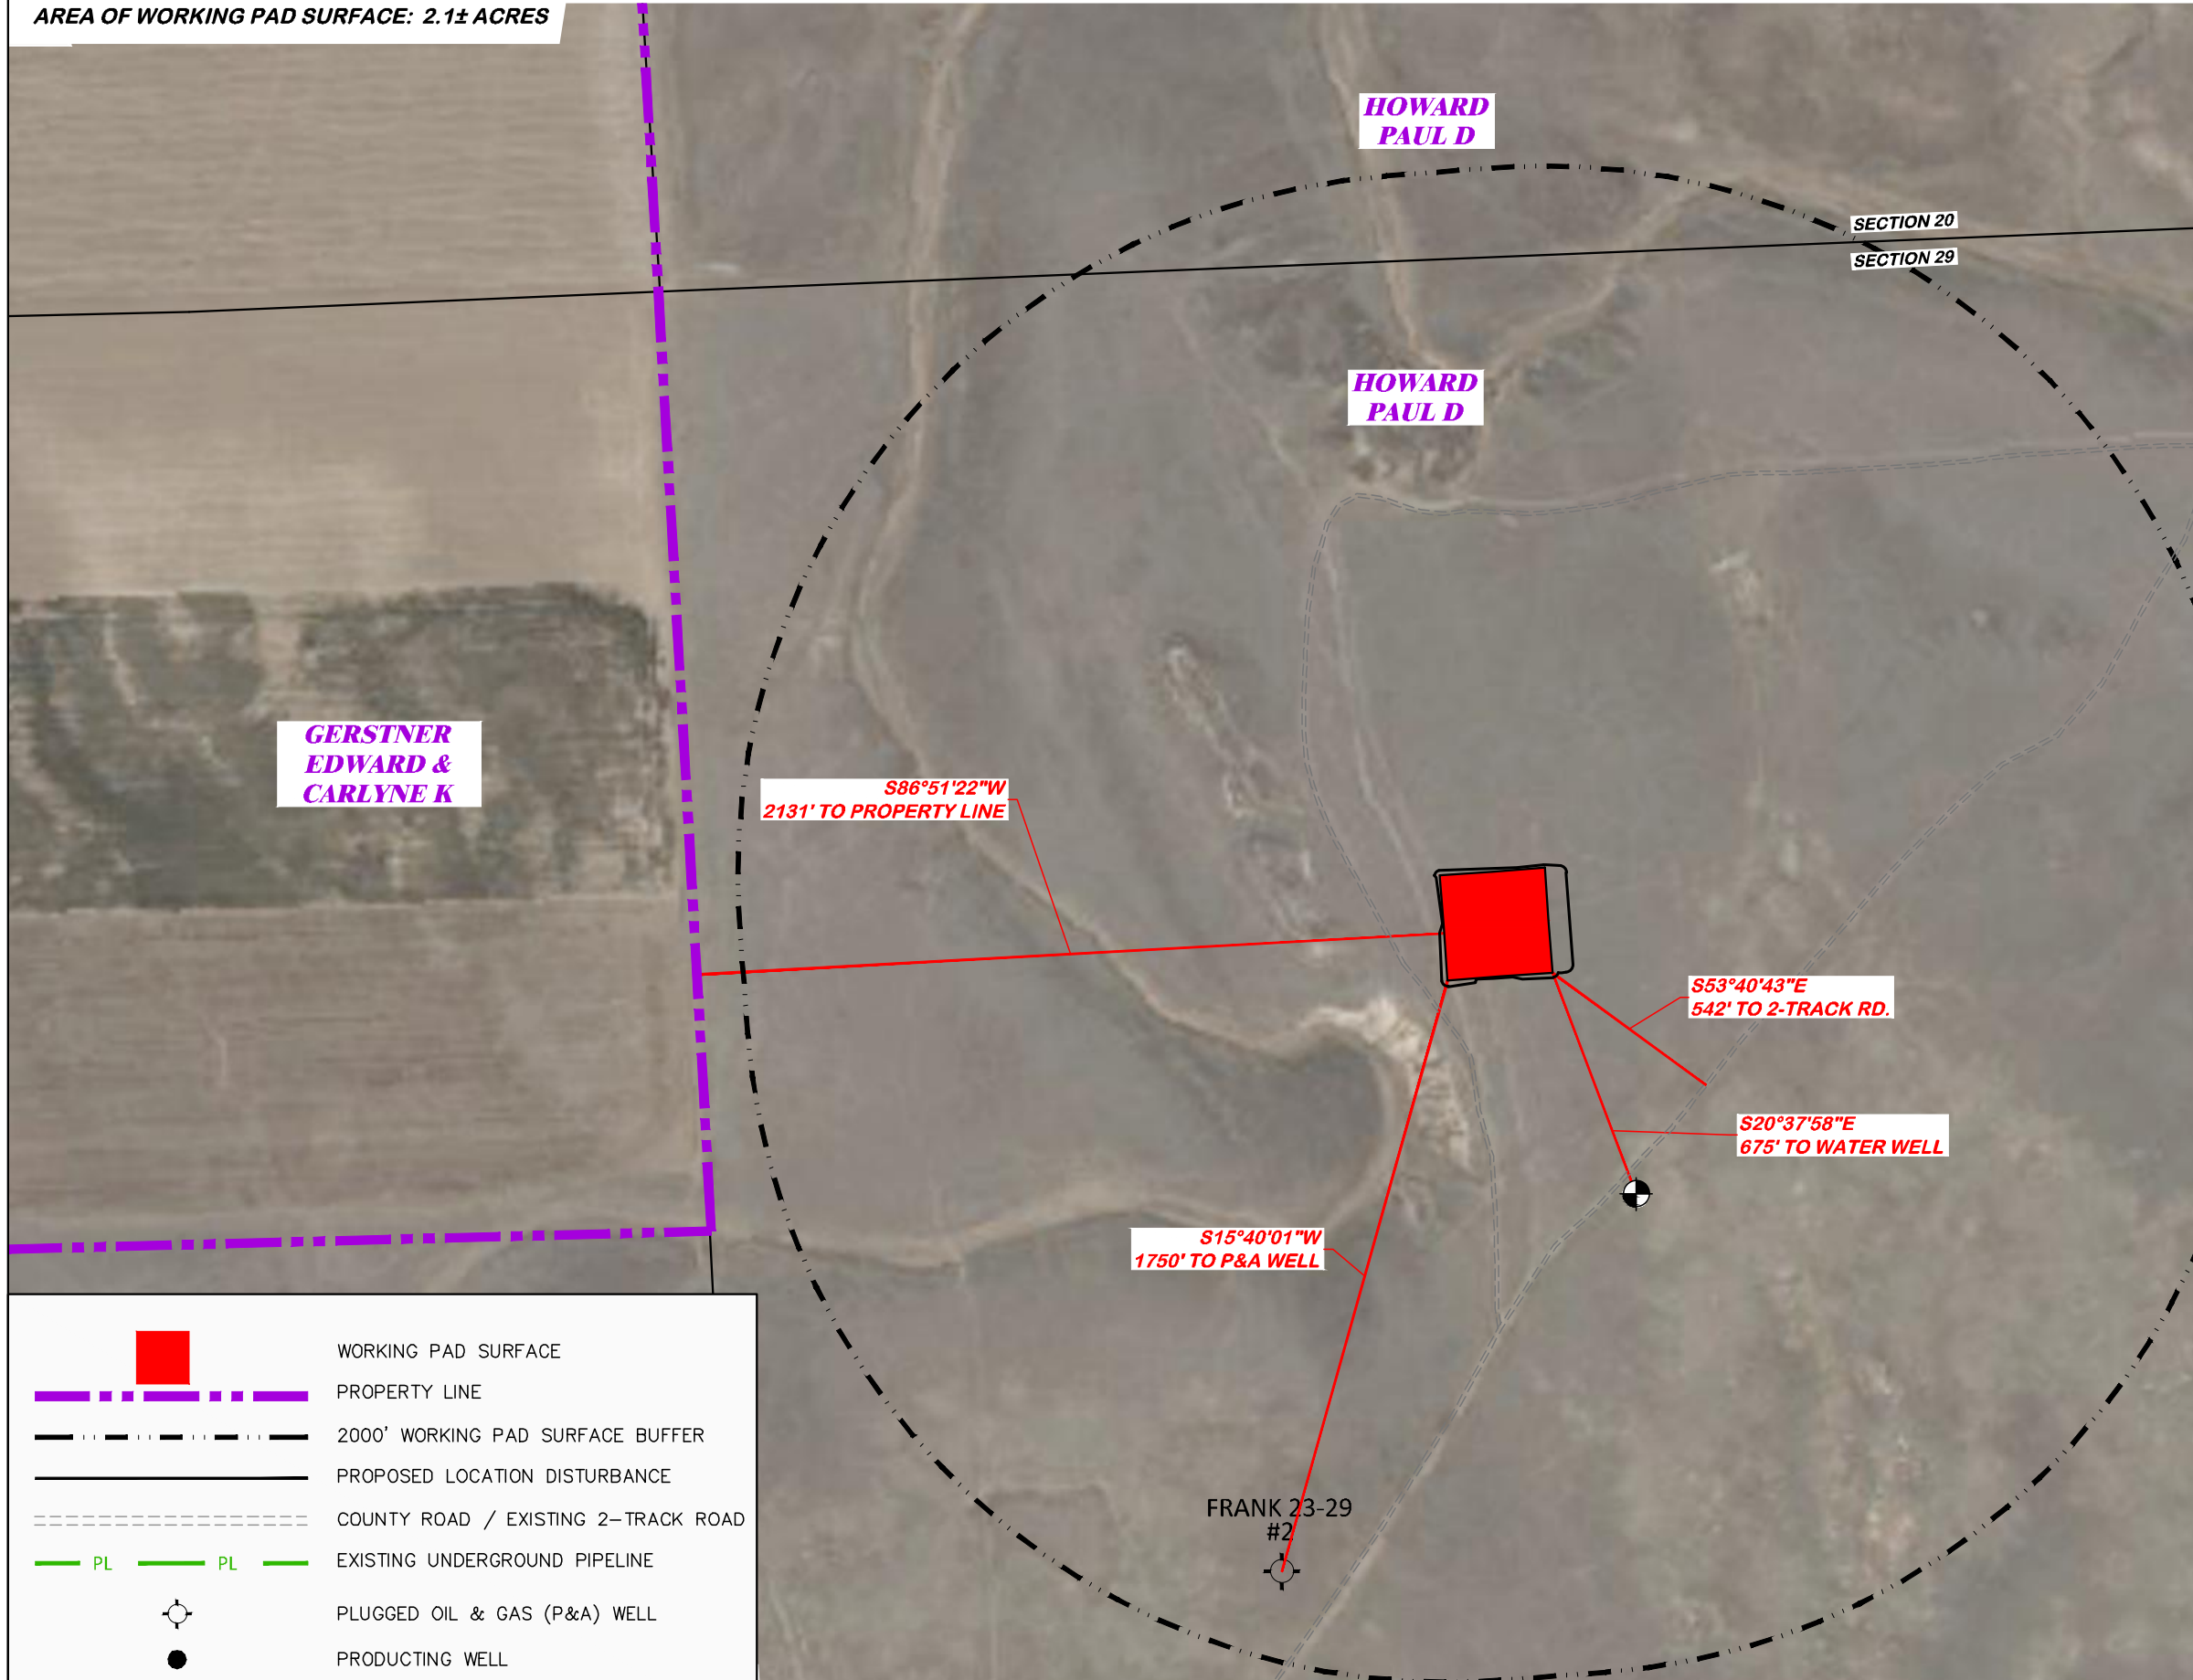 AREA OF WORKING PAD SURFACE: 2.1± ACRES
HOWARD
PAUL D
SECTION 20
SECTION 29
HOWARD
PAUL D
GERSTNER
EDWARD &
CARLYNE K
S86°51'22"W
2131' TO PROPERTY LINE
S53°40'43"E
542' TO 2-TRACK RD.
S20°37'58"E
675' TO WATER WELL
S15°40'01"W
1750' TO P&A WELL
FRANK 23-29
#2
WORKING PAD SURFACE
PROPERTY LINE
2000' WORKING PAD SURFACE BUFFER
PROPOSED LOCATION DISTURBANCE
COUNTY ROAD / EXISTING 2-TRACK ROAD
PL PL EXISTING UNDERGROUND PIPELINE
PLUGGED OIL & GAS (P&A) WELL
PRODUCTING WELL